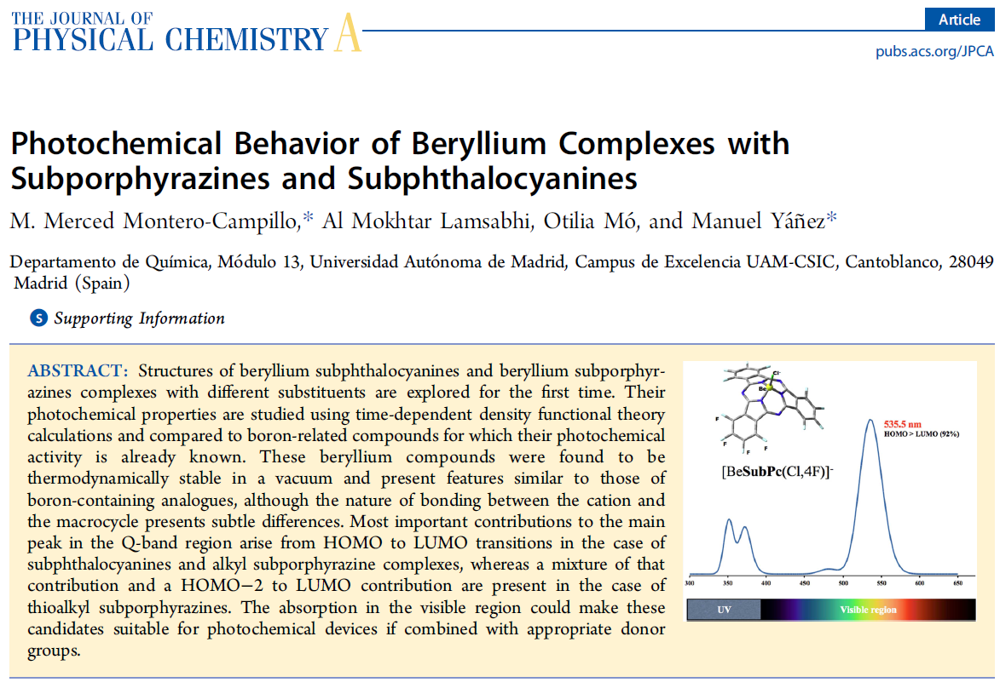 THE JOURNAL OF
PHYSICAL CHEMISTRY A
Article
pubs.acs.org/JPCA
Photochemical Behavior of Beryllium Complexes with
Subporphyrazines and Subphthalocyanines
M. Merced Montero-Campillo,* Al Mokhtar Lamsabhi, Otilia Mó, and Manuel Yáñez*
Departamento de Química, Módulo 13, Universidad Autónoma de Madrid, Campus de Excelencia UAM-CSIC, Cantoblanco, 28049
Madrid (Spain)
S Supporting Information
ABSTRACT: Structures of beryllium subphthalocyanines and beryllium subporphyr-
azines complexes with different substituents are explored for the first time. Their
photochemical properties are studied using time-dependent density functional theory
calculations and compared to boron-related compounds for which their photochemical
activity is already known. These beryllium compounds were found to be
thermodynamically stable in a vacuum and present features similar to those of
boron-containing analogues, although the nature of bonding between the cation and
the macrocycle presents subtle differences. Most important contributions to the main
peak in the Q-band region arise from HOMO to LUMO transitions in the case of
subphthalocyanines and alkyl subporphyrazine complexes, whereas a mixture of that
contribution and a HOMO−2 to LUMO contribution are present in the case of
thioalkyl subporphyrazines. The absorption in the visible region could make these
candidates suitable for photochemical devices if combined with appropriate donor
groups.
Cl-
Be
F
F
F
F
535.5 nm
HOMO > LUMO (92%)
[BeSubPc(Cl,4F)]-
300 350 400 450 500 550 600 650
UV
Visible region